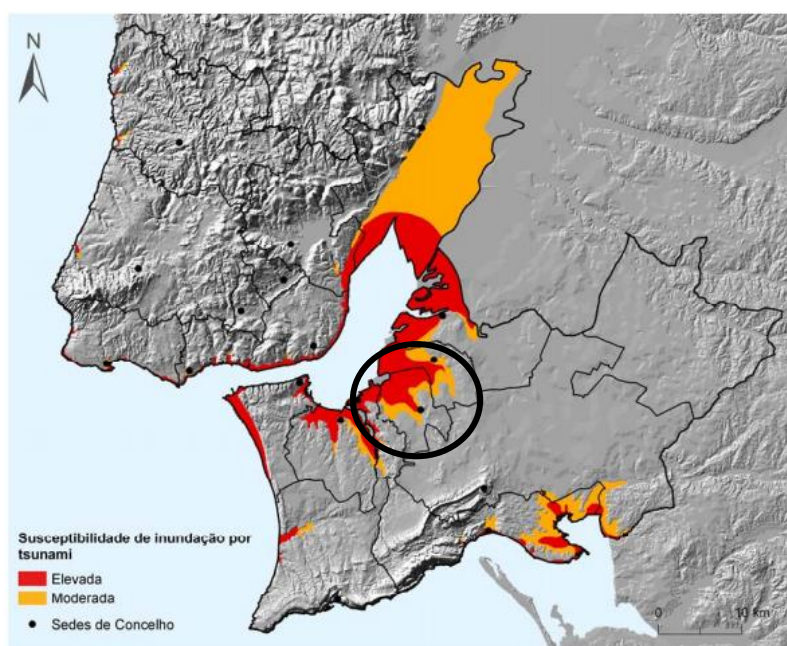 N
Susceptibilidade de inundação por
tsunami
Elevada
Moderada
Sedes de Concelho
0 10 km